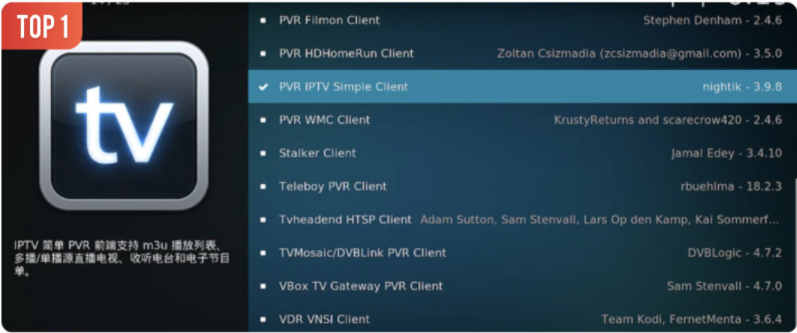 TOP 1
tv
IPTV 简单 PVR 前端支持 m3u 播放列表、
多播/单播源直播电视、收听电台和电子节目
单。
PVR Filmon Client Stephen Denham - 2.4.6
PVR HDHomeRun Client Zoltan Csizmadia (zcsizmadia@gmail.com) - 3.5.0
PVR IPTV Simple Client nightik - 3.9.8
PVR WMC Client KrustyReturns and scarecrow420 - 2.4.6
Stalker Client Jamal Edey - 3.4.10
Teleboy PVR Client rbuehlma - 18.2.3
Tvheadend HTSP Client Adam Sutton, Sam Stenvall, Lars Op den Kamp, Kai Sommerf...
TVMosaic/DVBLink PVR Client DVBLogic - 4.7.2
VBox TV Gateway PVR Client Sam Stenvall - 4.7.0
VDR VNSI Client Team Kodi, FernetMenta - 3.6.4